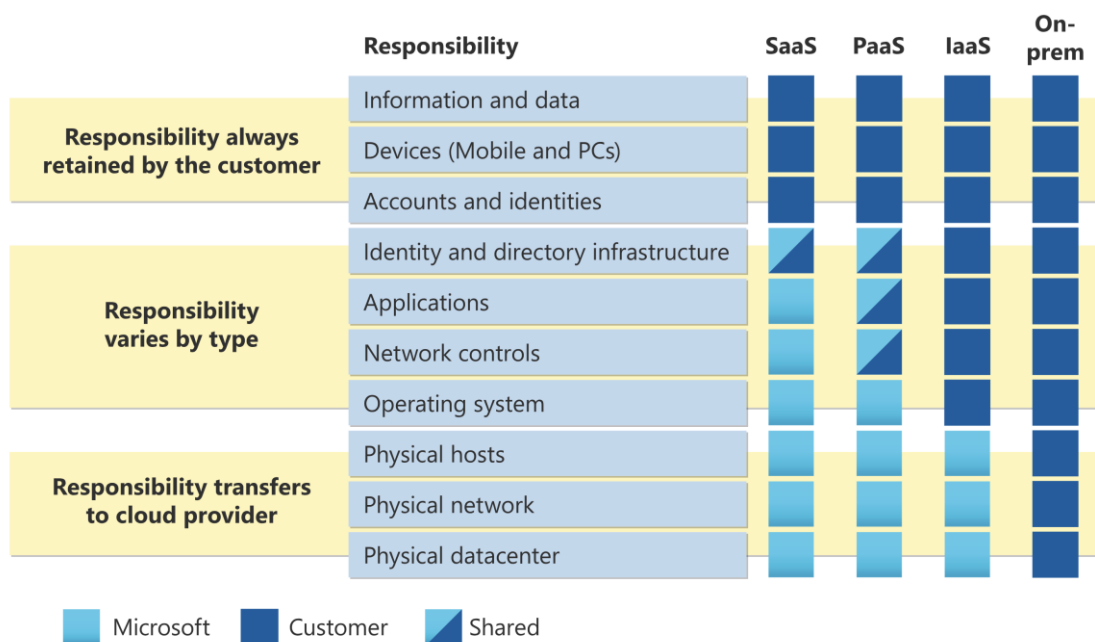 Responsibility
SaaS
PaaS
IaaS
On-
prem
Responsibility always
retained by the customer
Information and data
Devices (Mobile and PCs)
Accounts and identities
Responsibility
varies by type
Identity and directory infrastructure
Applications
Network controls
Operating system
Responsibility transfers
to cloud provider
Physical hosts
Physical network
Physical datacenter
Microsoft
Customer
Shared